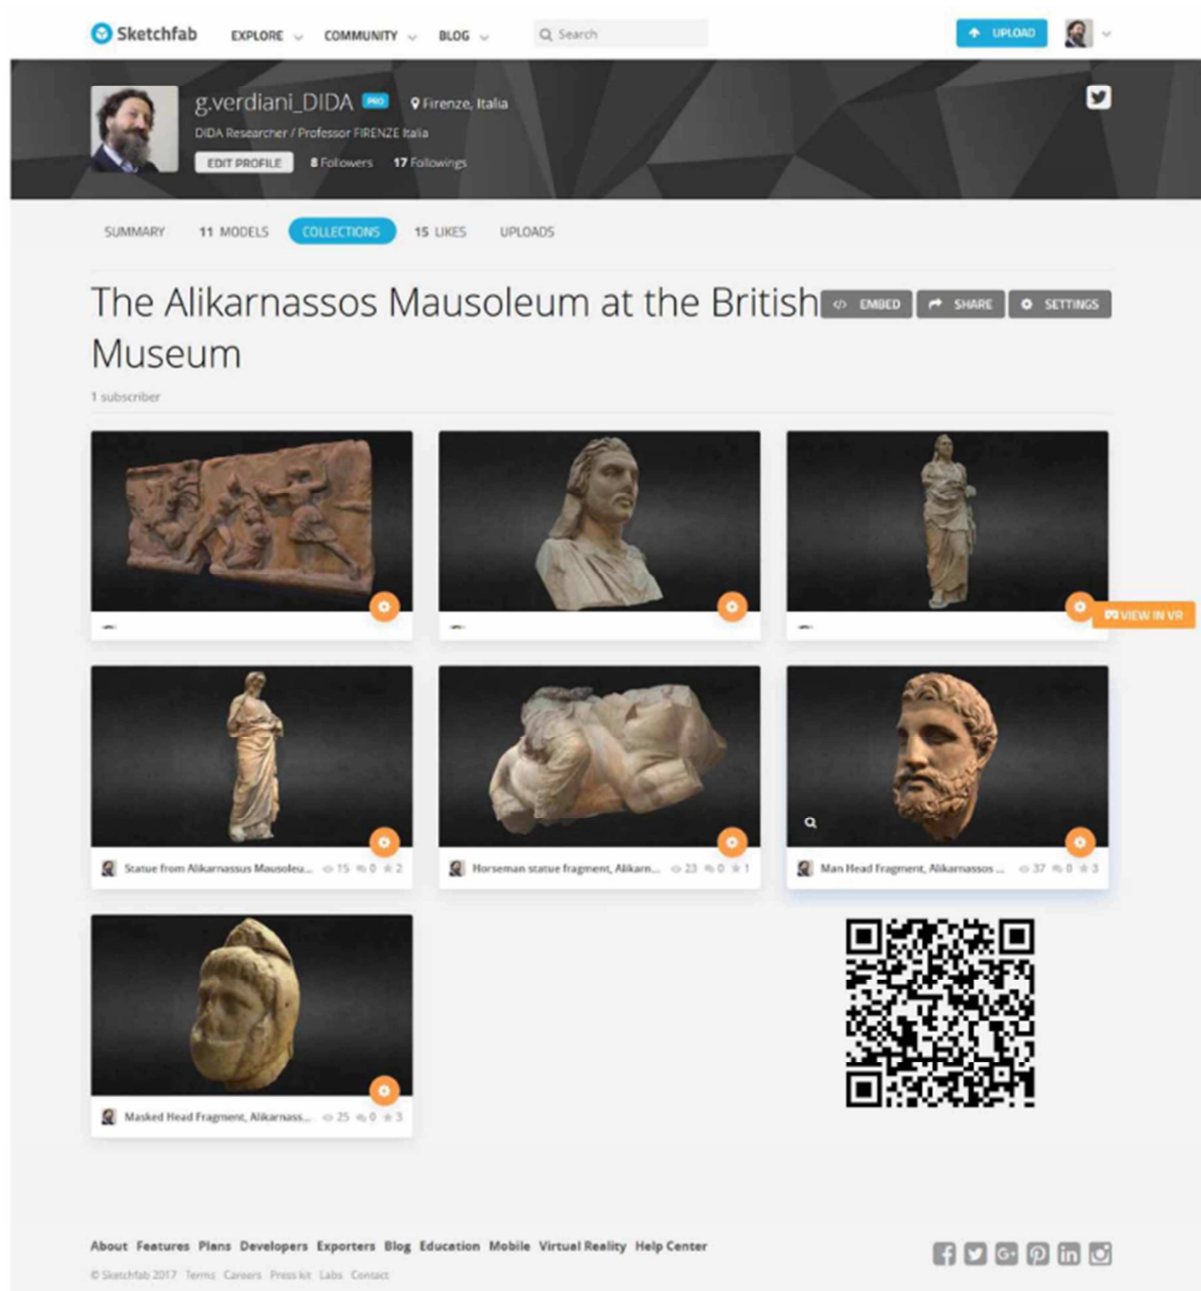 Sketchfab EXPLORE COMMUNITY BLOG Search UPLOAD
g.verdiani_DIDA PRO Firenze, Italia
DIDA Researcher / Professor FIRENZE Italia
EDIT PROFILE 8 Followers 17 Followings
SUMMARY 11 MODELS COLLECTIONS 15 LIKES UPLOADS
The Alikarnassos Mausoleum at the British
Museum
EMBED SHARE SETTINGS
1 subscriber
VIEW IN VR
Statue from Alikarnassus Mausoleu... 15 0 2
Horseman statue fragment, Alikarn... 23 0 1
Man Head Fragment, Alikarnassos ... 37 0 3
Masked Head Fragment, Alikarnass... 25 0 3
About Features Plans Developers Exporters Blog Education Mobile Virtual Reality Help Center
© Sketchfab 2017 Terms Careers Press kit Labs Contact